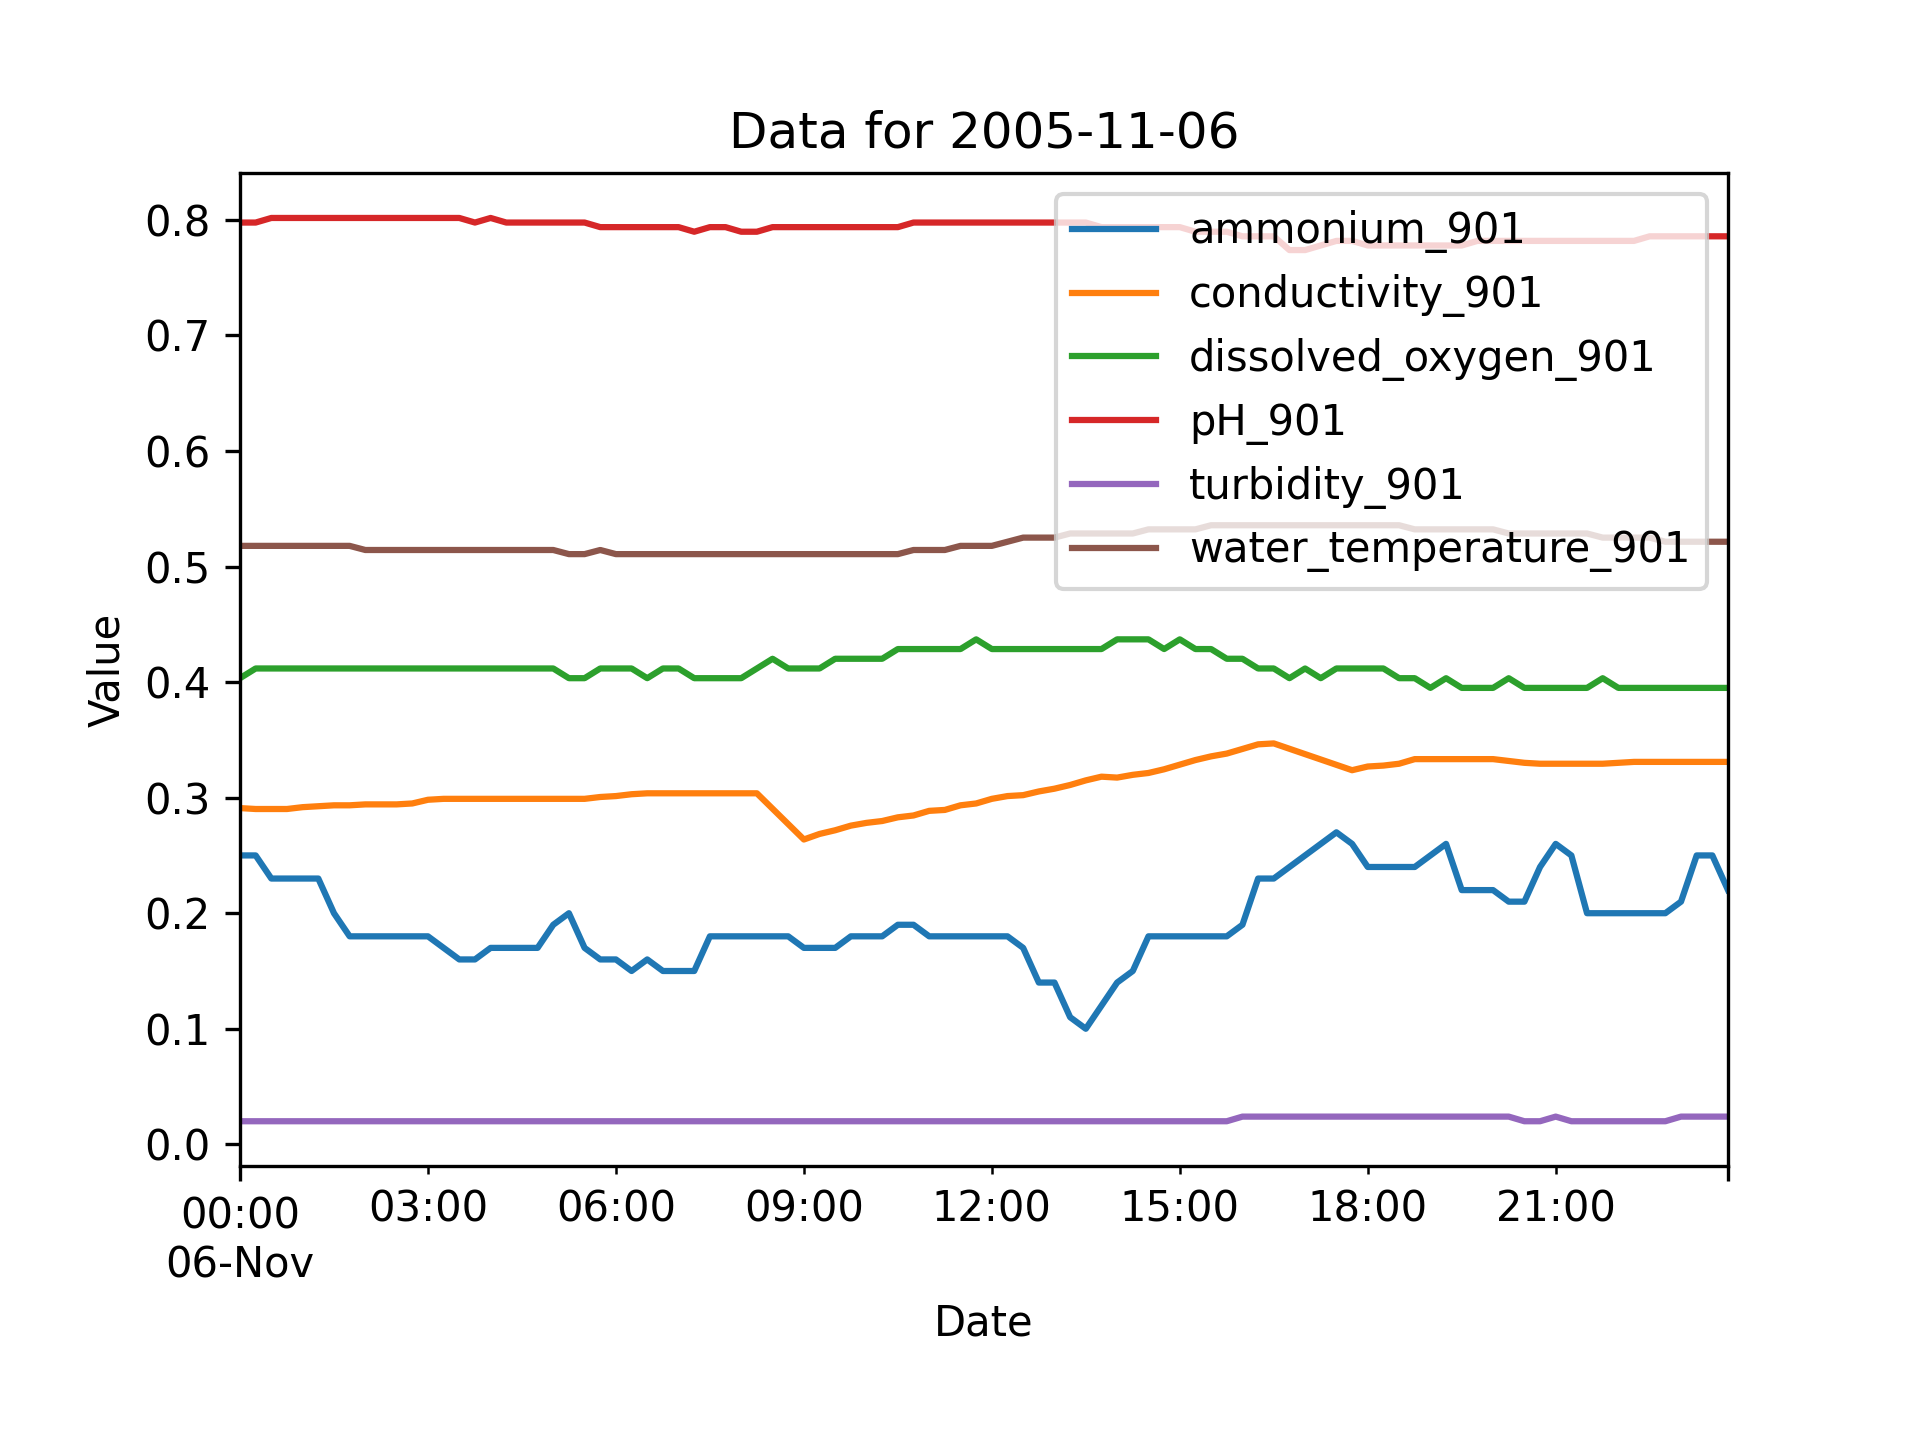 Data for 2005-11-06
ammonium_901
conductivity_901
dissolved_oxygen_901
pH_901
turbidity_901
water_temperature_901
0.8
0.7
0.6
0.5
0.4
0.3
0.2
0.1
0.0
Value
00:00 03:00 06:00 09:00 12:00 15:00 18:00 21:00
06-Nov
Date